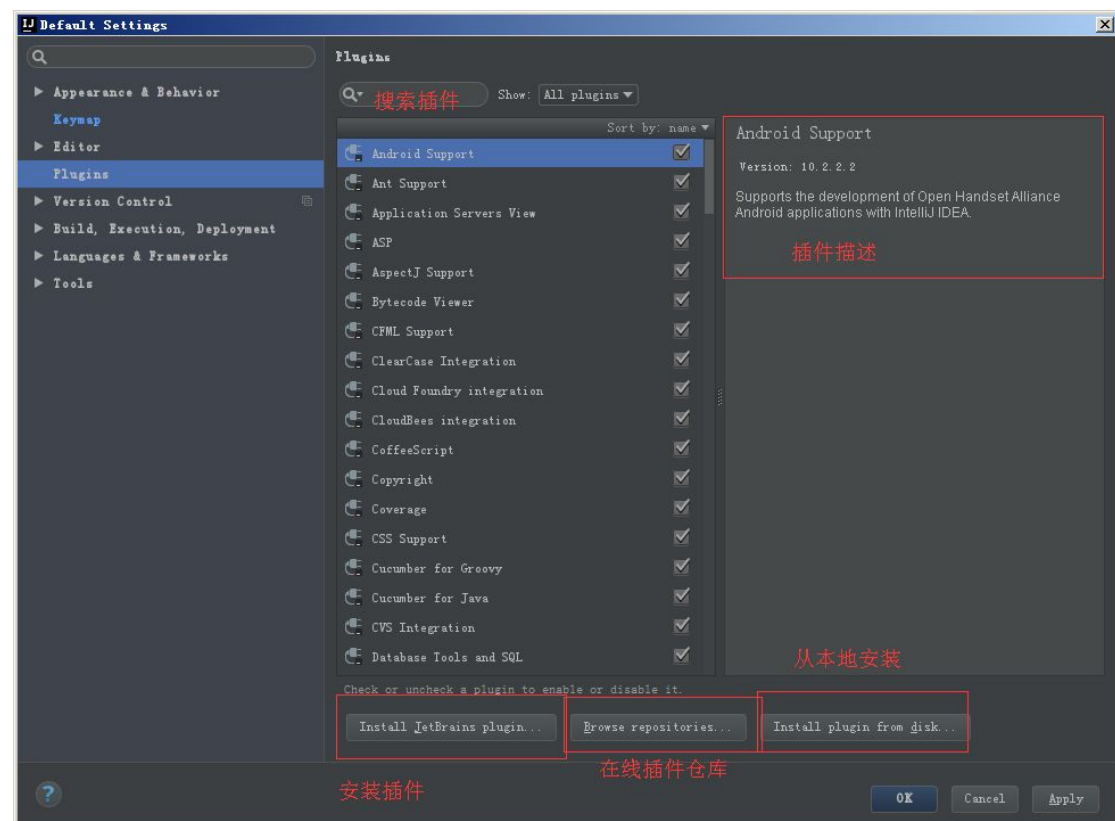 Default Settings
Plugins
搜索插件
Show: All plugins
Appearance & Behavior
Keymap
Editor
Plugins
Version Control
Build, Execution, Deployment
Languages & Frameworks
Tools
Sort by: name
Android Support
Ant Support
Application Servers View
ASP
AspectJ Support
Bytecode Viewer
CFML Support
ClearCase Integration
Cloud Foundry integration
CloudBees integration
CoffeeScript
Copyright
Coverage
CSS Support
Cucumber for Groovy
Cucumber for Java
CVS Integration
Database Tools and SQL
Android Support
Version: 10.2.2.2
Supports the development of Open Handset Alliance
Android applications with IntelliJ IDEA.
插件描述
从本地安装
Check or uncheck a plugin to enable or disable it.
Install JetBrains plugin...
Browse repositories...
Install plugin from disk...
安装插件
在线插件仓库
?
OK
Cancel
Apply